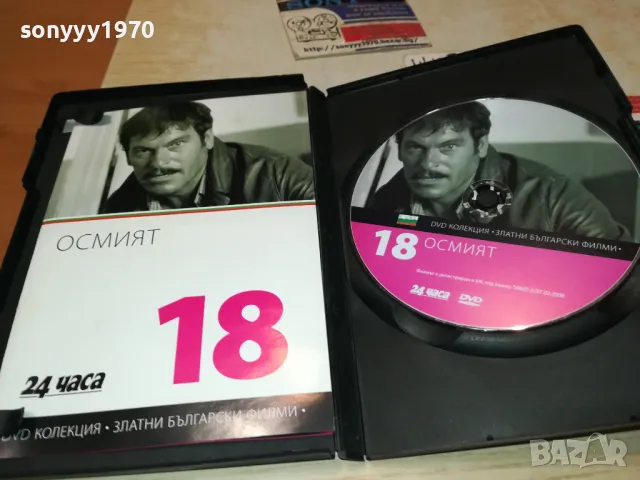 sonyyy1970
ОСМИЯТ
18
24 часа
DVD КОЛЕКЦИЯ • ЗЛАТНИ БЪЛГАРСКИ ФИЛМИ •
DVD КОЛЕКЦИЯ • ЗЛАТНИ БЪЛГАРСКИ ФИЛМИ •
18 ОСМИЯТ
24 часа DVD
BAZAR